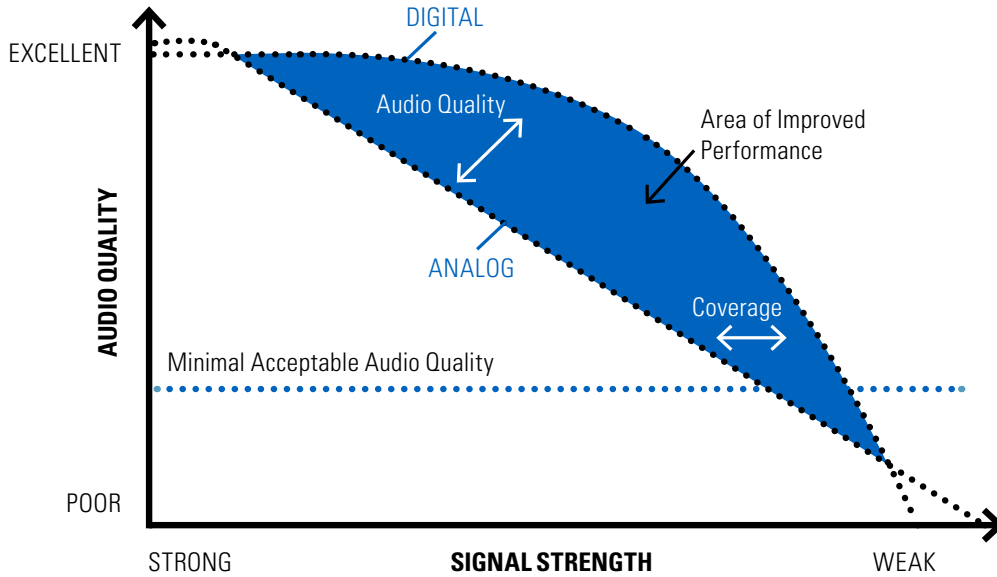 DIGITAL
EXCELLENT
Audio Quality
Area of Improved
Performance
ANALOG
AUDIO QUALITY
Coverage
Minimal Acceptable Audio Quality
POOR
STRONG
SIGNAL STRENGTH
WEAK